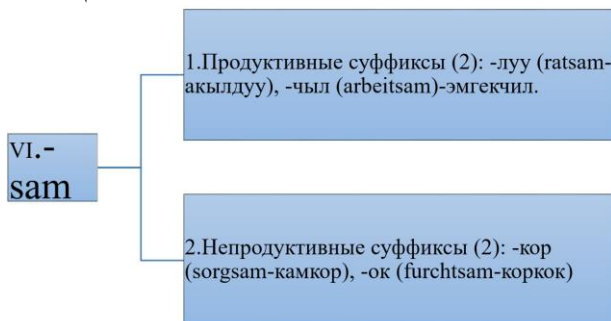 1.Продуктивные суффиксы (2): -луу (ratsam-
акылдуу), -чыл (arbeitsam)-эмгекчил.
VI.-
sam
2.Непродуктивные суффиксы (2): -кор
(sorgsam-камкор), -ок (furchtsam-коркок)